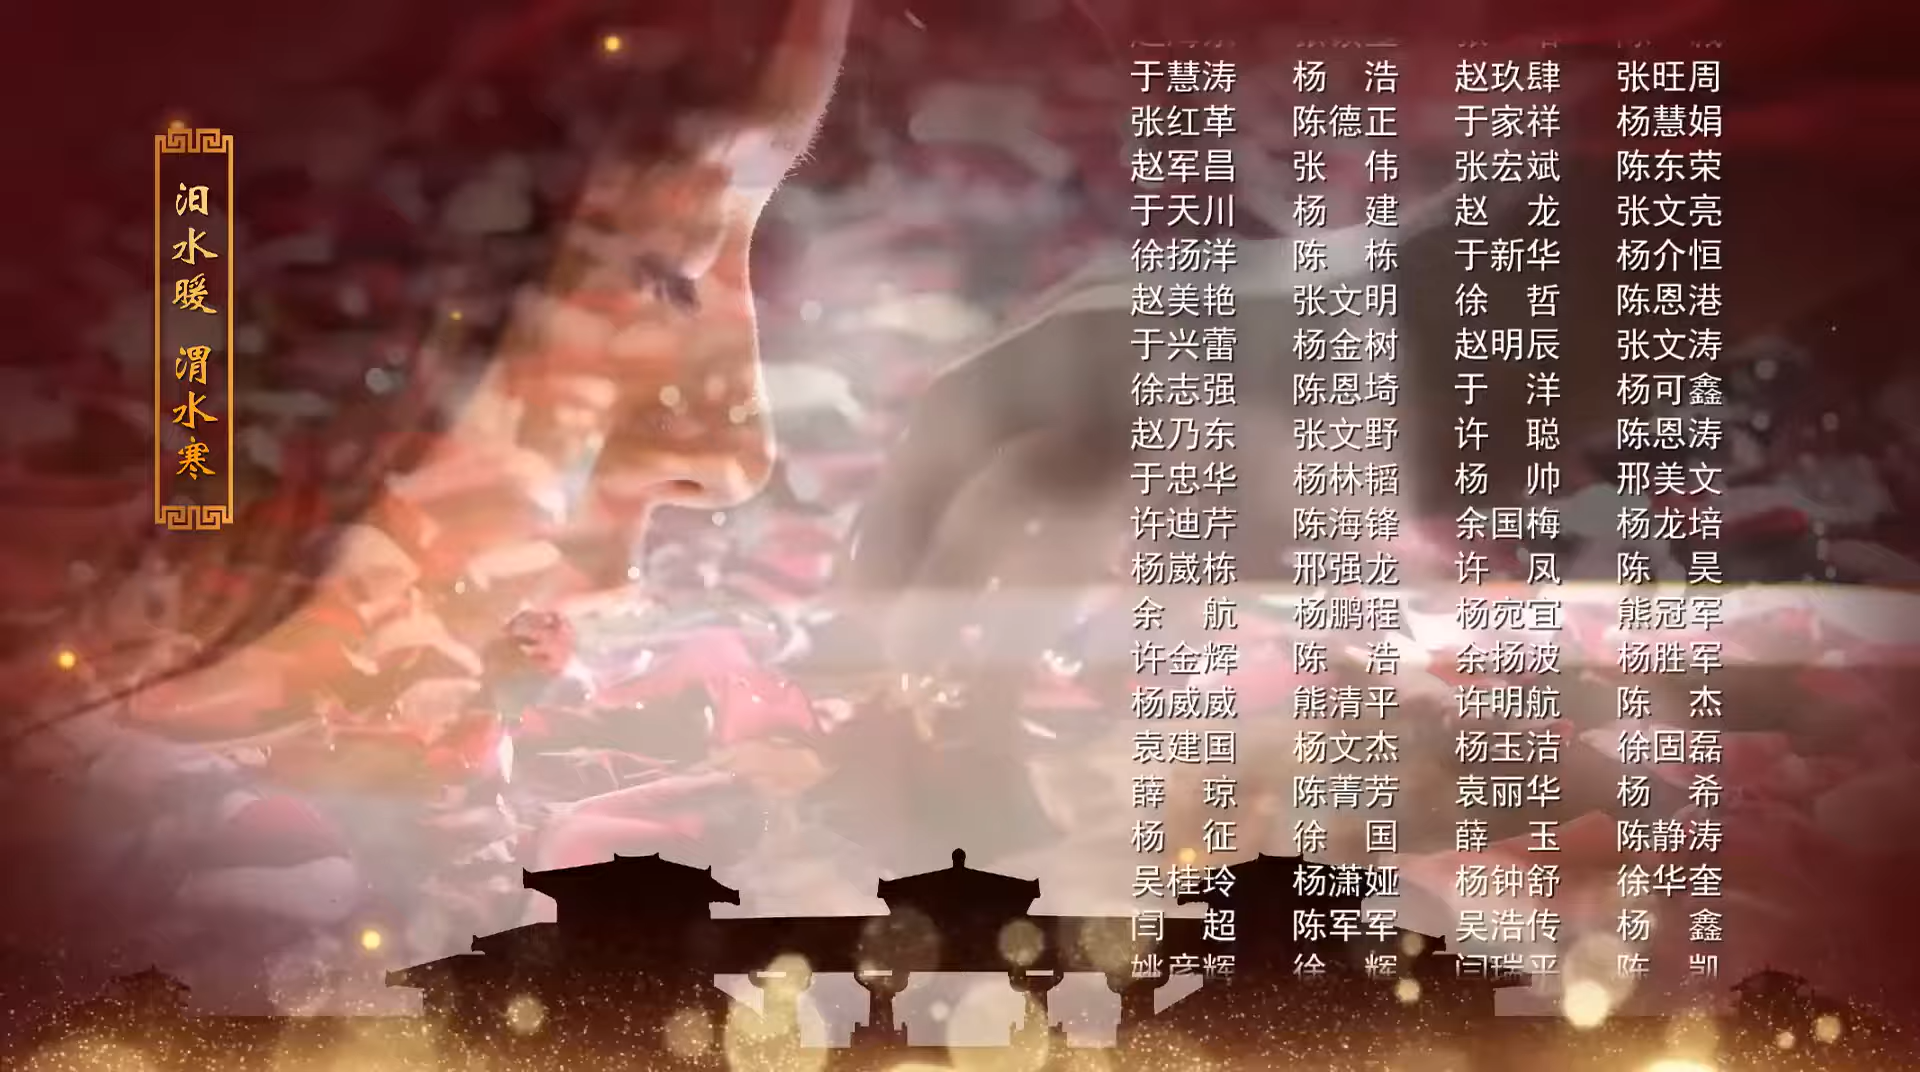 汨水暖 渭水寒
于慧涛 杨 浩 赵玖肆 张旺周
张红革 陈德正 于家祥 杨慧娟
赵军昌 张 伟 张宏斌 陈东荣
于天川 杨 建 赵 龙 张文亮
徐扬洋 陈 栋 于新华 杨介恒
赵美艳 张文明 徐 哲 陈恩港
于兴蕾 杨金树 赵明辰 张文涛
徐志强 陈恩埼 于 洋 杨可鑫
赵乃东 张文野 许 聪 陈恩涛
于忠华 杨林韬 杨 帅 邢美文
许迪芹 陈海锋 余国梅 杨龙培
杨崴栋 邢强龙 许 凤 陈 昊
余 航 杨鹏程 杨宛宜 熊冠军
许金辉 陈 浩 余扬波 杨胜军
杨威威 熊清平 许明航 陈 杰
袁建国 杨文杰 杨玉洁 徐固磊
薛 琼 陈菁芳 袁丽华 杨 希
杨 征 徐 国 薛 玉 陈静涛
吴桂玲 杨潇娅 杨钟舒 徐华奎
闫 超 陈军军 吴浩传 杨 鑫
姚彦辉 徐 辉 闫瑞平 陈 凯